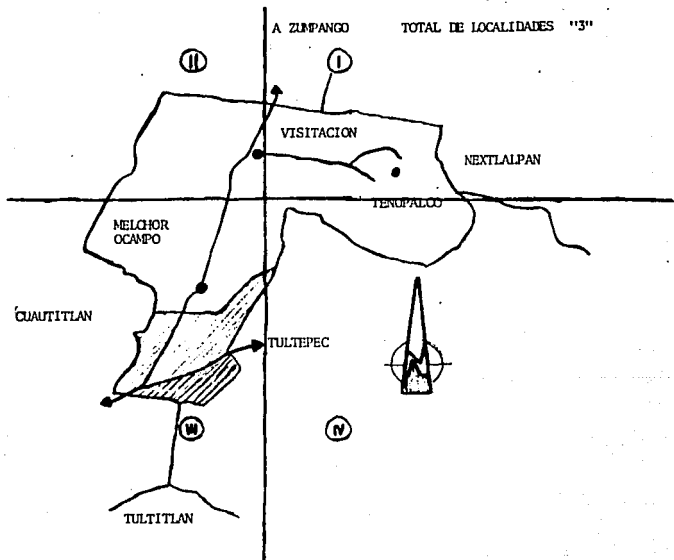 A ZUMPANGO
TOTAL DE LOCALIDADES "3"
II
I
VISITACION
NEXTLALPAN
TENOPALCO
MELCHOR
OCAMPO
CUAUTITLAN
TULTEPEC
III
IV
TULTITLAN